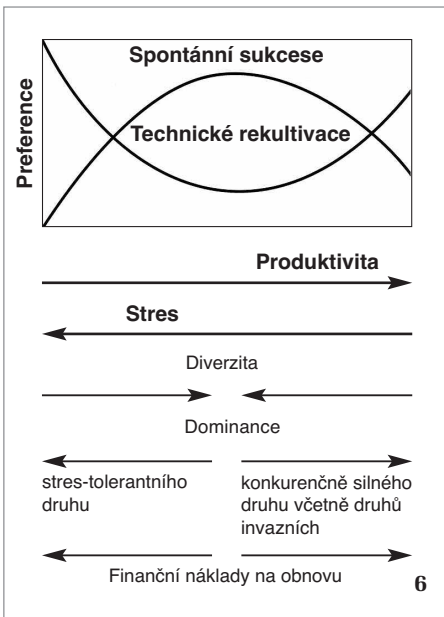 Spontánní sukcese
Technické rekultivace
Preference
Produktivita
Stres
Diverzita
Dominance
stres-tolerantního
druhu
konkurenčně silného
druhu včetně druhů
invazních
Finanční náklady na obnovu
6